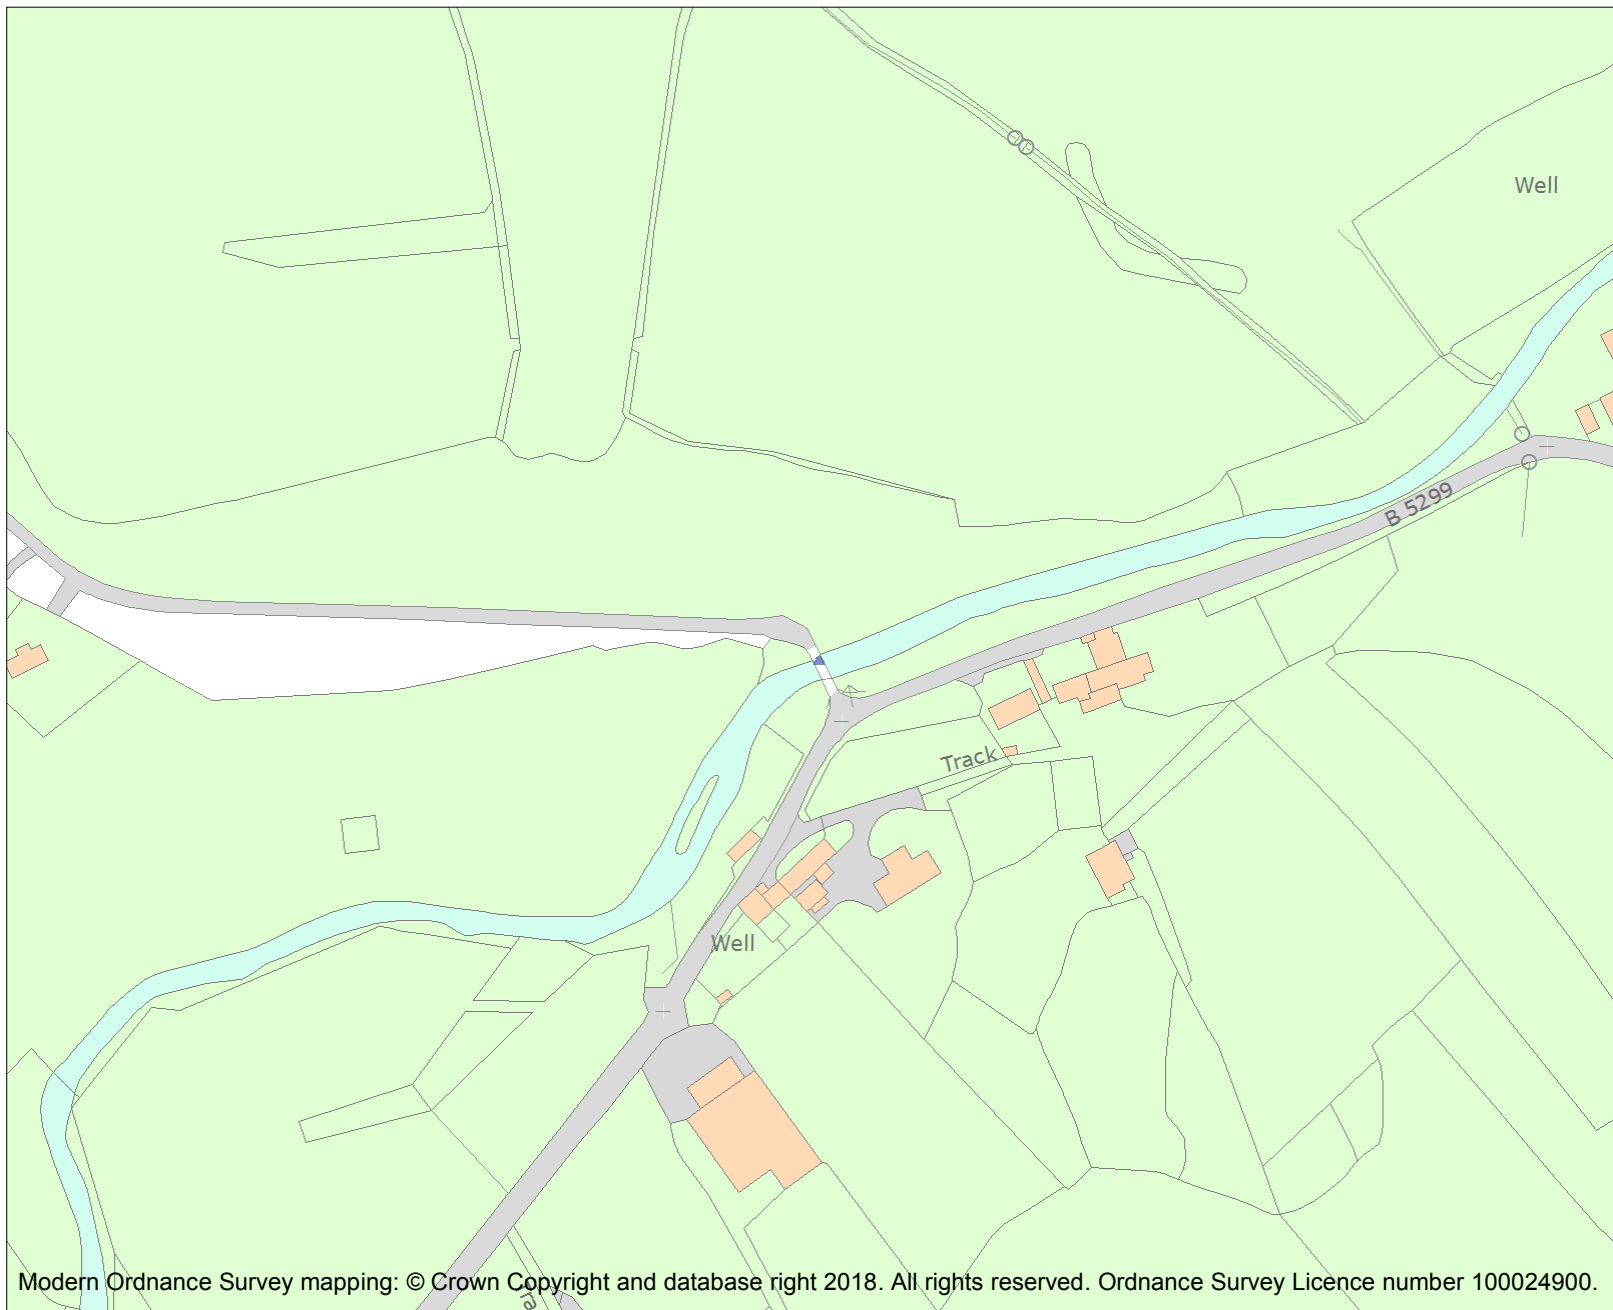 Well
B 5299
Track
Well
Tra
Modern Ordnance Survey mapping: © Crown Copyright and database right 2018. All rights reserved. Ordnance Survey Licence number 100024900.